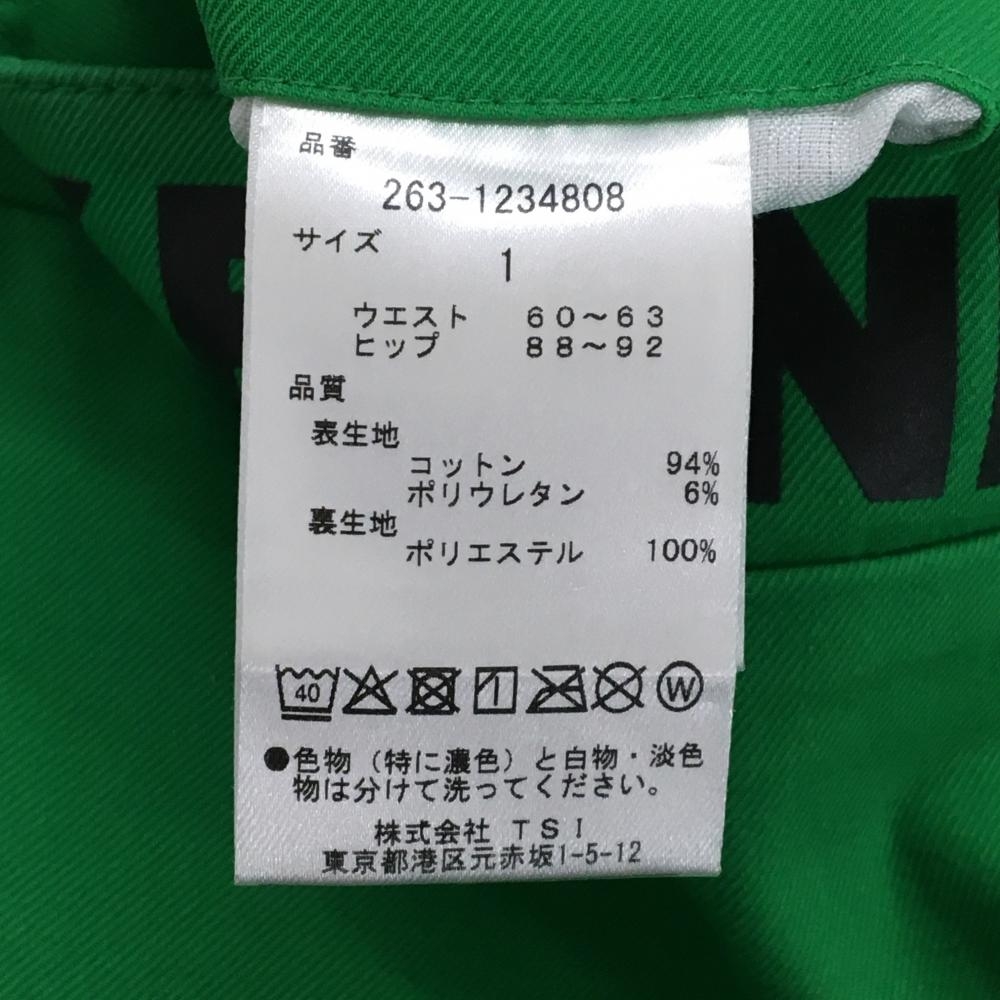 品番
263-1234808
サイズ
1
ウエスト 60～63
ヒップ 88～92
品質
表生地
コットン 94%
ポリウレタン 6%
裏生地
ポリエステル 100%
40
W
●色物（特に濃色）と白物・淡色
物は分けて洗ってください。
株式会社 TSI
東京都港区元赤坂1-5-12